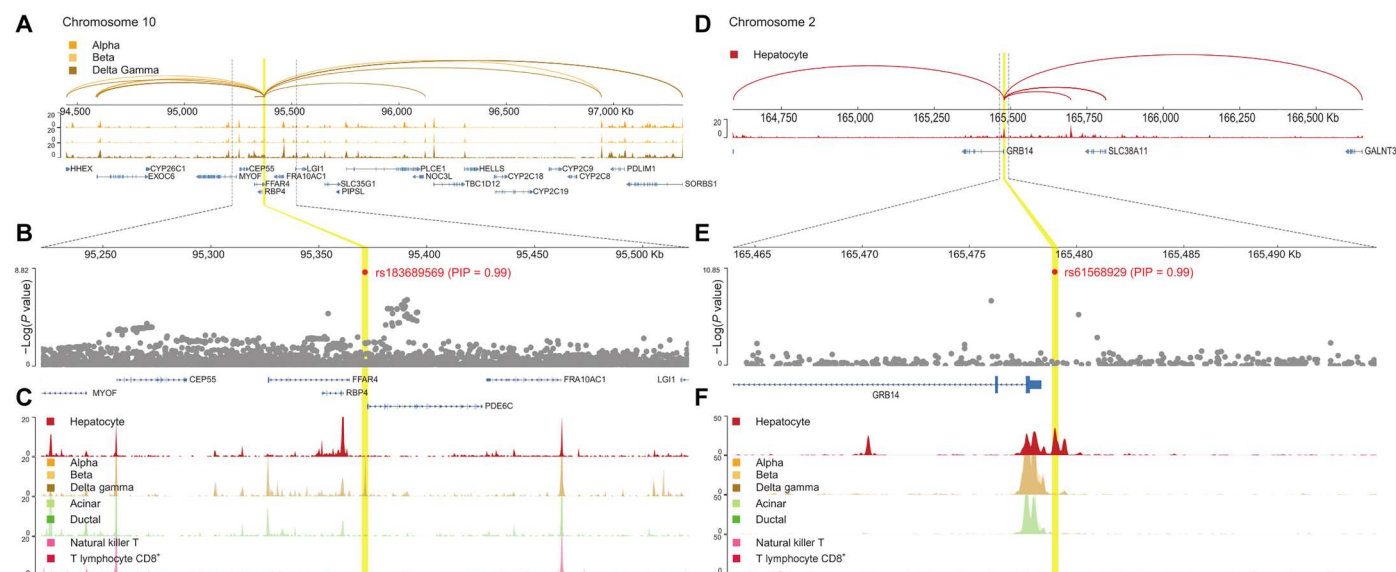 A
Chromosome 10
Alpha
Beta
Delta Gamma
94,500 95,000 95,500 96,000 96,500 97,000 Kb
20
0
20
0
20
0
HHEX CYP26C1 CEP55 LGI1 PLCE1 HELLS CYP2C9 PDLIM1
EXOC6 MYOF FRA10AC1 NOC3L CYP2C18 CYP2C8
FFAR4 SLC35G1 TBC1D12 SORBS1
RBP4 PIPSL CYP2C19
B
95,250 95,300 95,350 95,400 95,450 95,500 Kb
8.82
rs183689569 (PIP = 0.99)
−Log(P value)
0
CEP55 FFAR4 FRA10AC1 LGI1
MYOF RBP4
PDE6C
C
20
Hepatocyte
0
20
Alpha
Beta
Delta gamma
0
20
Acinar
Ductal
0
20
Natural killer T
T lymphocyte CD8+
0
D
Chromosome 2
Hepatocyte
164,750 165,000 165,250 165,500 165,750 166,000 166,250 166,500 Kb
20
0
GRB14 SLC38A11 GALNT3
E
165,465 165,470 165,475 165,480 165,485 165,490 Kb
10.85
rs61568929 (PIP = 0.99)
−Log(P value)
0
GRB14
F
50
Hepatocyte
0
50
Alpha
Beta
Delta gamma
0
50
Acinar
Ductal
0
50
Natural killer T
T lymphocyte CD8+
0